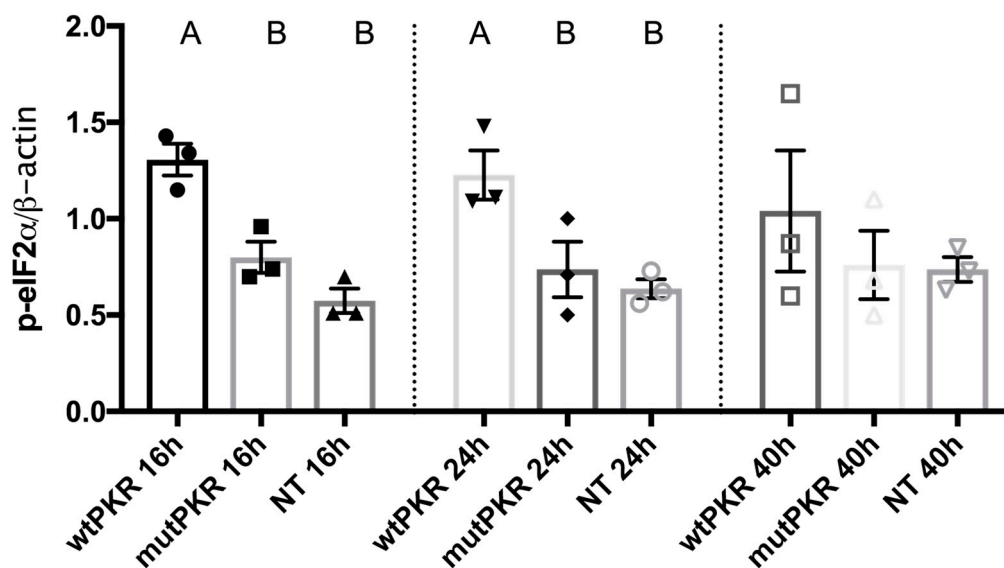 A B B A B B
2.0
1.5
1.0
0.5
0.0
p-eIF2α/β-actin
wtPKR 16h
mutPKR 16h
NT 16h
wtPKR 24h
mutPKR 24h
NT 24h
wtPKR 40h
mutPKR 40h
NT 40h